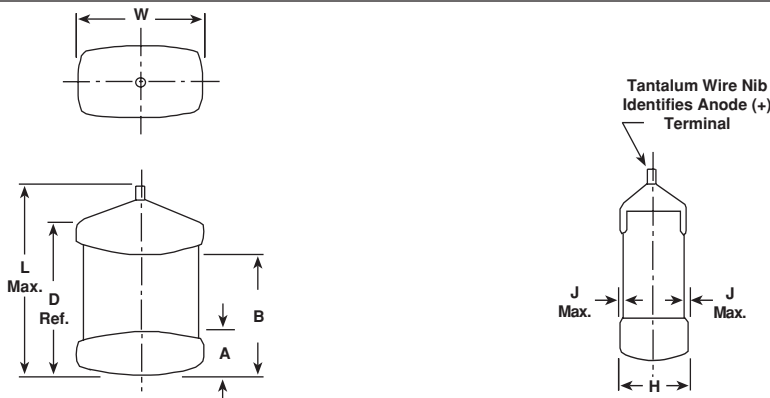 W
Tantalum Wire Nib
Identifies Anode (+)
Terminal
L
Max.
D
Ref.
B
A
J
Max.
J
Max.
H